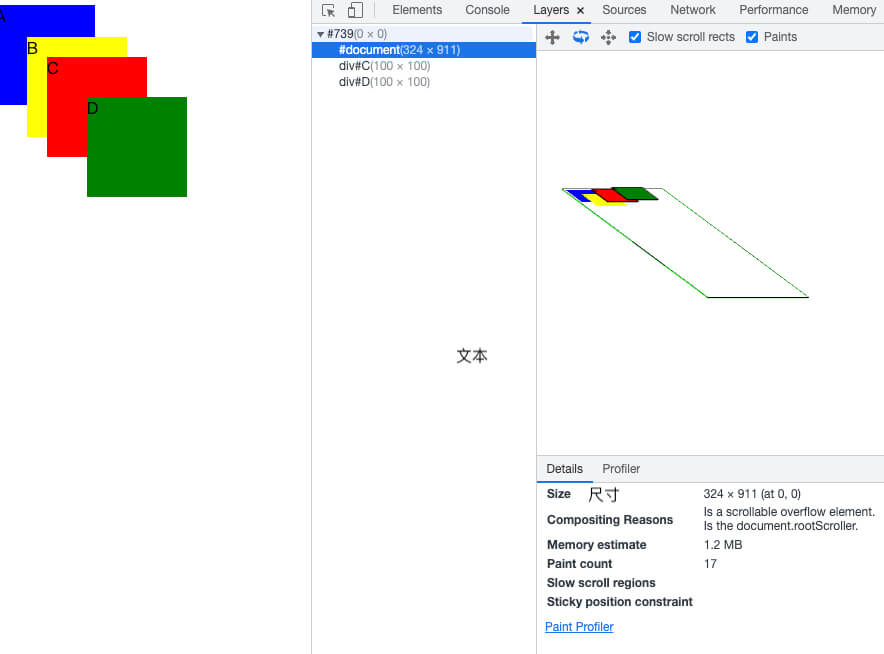 A
B
C
D
Elements Console Layers × Sources Network Performance Memory
#739(0 × 0)
#document(324 × 911)
div#C(100 × 100)
div#D(100 × 100)
Slow scroll rects Paints
文本
Details Profiler
Size 尺寸 324 × 911 (at 0, 0)
Compositing Reasons Is a scrollable overflow element.
Is the document.rootScroller.
Memory estimate 1.2 MB
Paint count 17
Slow scroll regions
Sticky position constraint
Paint Profiler